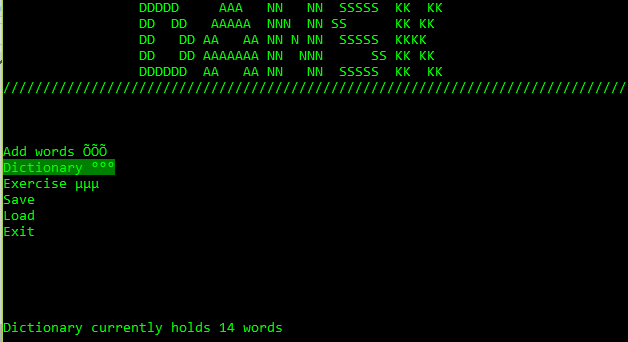 DDDDD     AAA   NN   NN  SSSSS  KK  KK
DD  DD   AAAAA  NNN  NN SS      KK KK
DD   DD AA   AA NN N NN  SSSSS  KKKK
DD   DD AAAAAAA NN  NNN      SS KK KK
DDDDDD  AA   AA NN   NN  SSSSS  KK  KK
//////////////////////////////////////////////////////////////////////////////
Add words ÕÕÕ
Dictionary ººº
Exercise µµµ
Save
Load
Exit
Dictionary currently holds 14 words